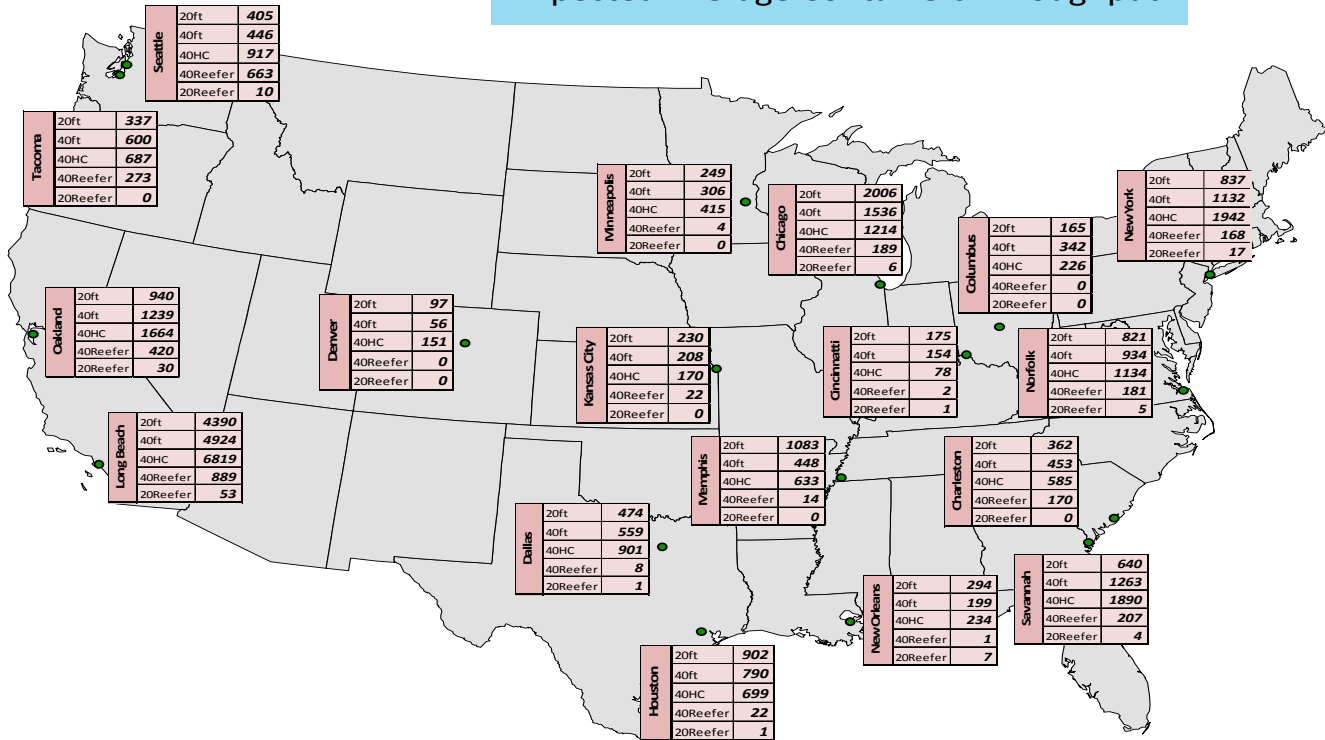 Seattle
20ft 405
40ft 446
40HC 917
40Reefer 663
20Reefer 10
Tacoma
20ft 337
40ft 600
40HC 687
40Reefer 273
20Reefer 0
Minneapolis
20ft 249
40ft 306
40HC 415
40Reefer 4
20Reefer 0
Chicago
20ft 2006
40ft 1536
40HC 1214
40Reefer 189
20Reefer 6
Columbus
20ft 165
40ft 342
40HC 226
40Reefer 0
20Reefer 0
New York
20ft 837
40ft 1132
40HC 1942
40Reefer 168
20Reefer 17
Oakland
20ft 940
40ft 1239
40HC 1664
40Reefer 420
20Reefer 30
Denver
20ft 97
40ft 56
40HC 151
40Reefer 0
20Reefer 0
Kansas City
20ft 230
40ft 208
40HC 170
40Reefer 22
20Reefer 0
Cincinnatti
20ft 175
40ft 154
40HC 78
40Reefer 2
20Reefer 1
Norfolk
20ft 821
40ft 934
40HC 1134
40Reefer 181
20Reefer 5
Long Beach
20ft 4390
40ft 4924
40HC 6819
40Reefer 889
20Reefer 53
Memphis
20ft 1083
40ft 448
40HC 633
40Reefer 14
20Reefer 0
Charleston
20ft 362
40ft 453
40HC 585
40Reefer 170
20Reefer 0
Dallas
20ft 474
40ft 559
40HC 901
40Reefer 8
20Reefer 1
New Orleans
20ft 294
40ft 199
40HC 234
40Reefer 1
20Reefer 7
Savannah
20ft 640
40ft 1263
40HC 1890
40Reefer 207
20Reefer 4
Houston
20ft 902
40ft 790
40HC 699
40Reefer 22
20Reefer 1